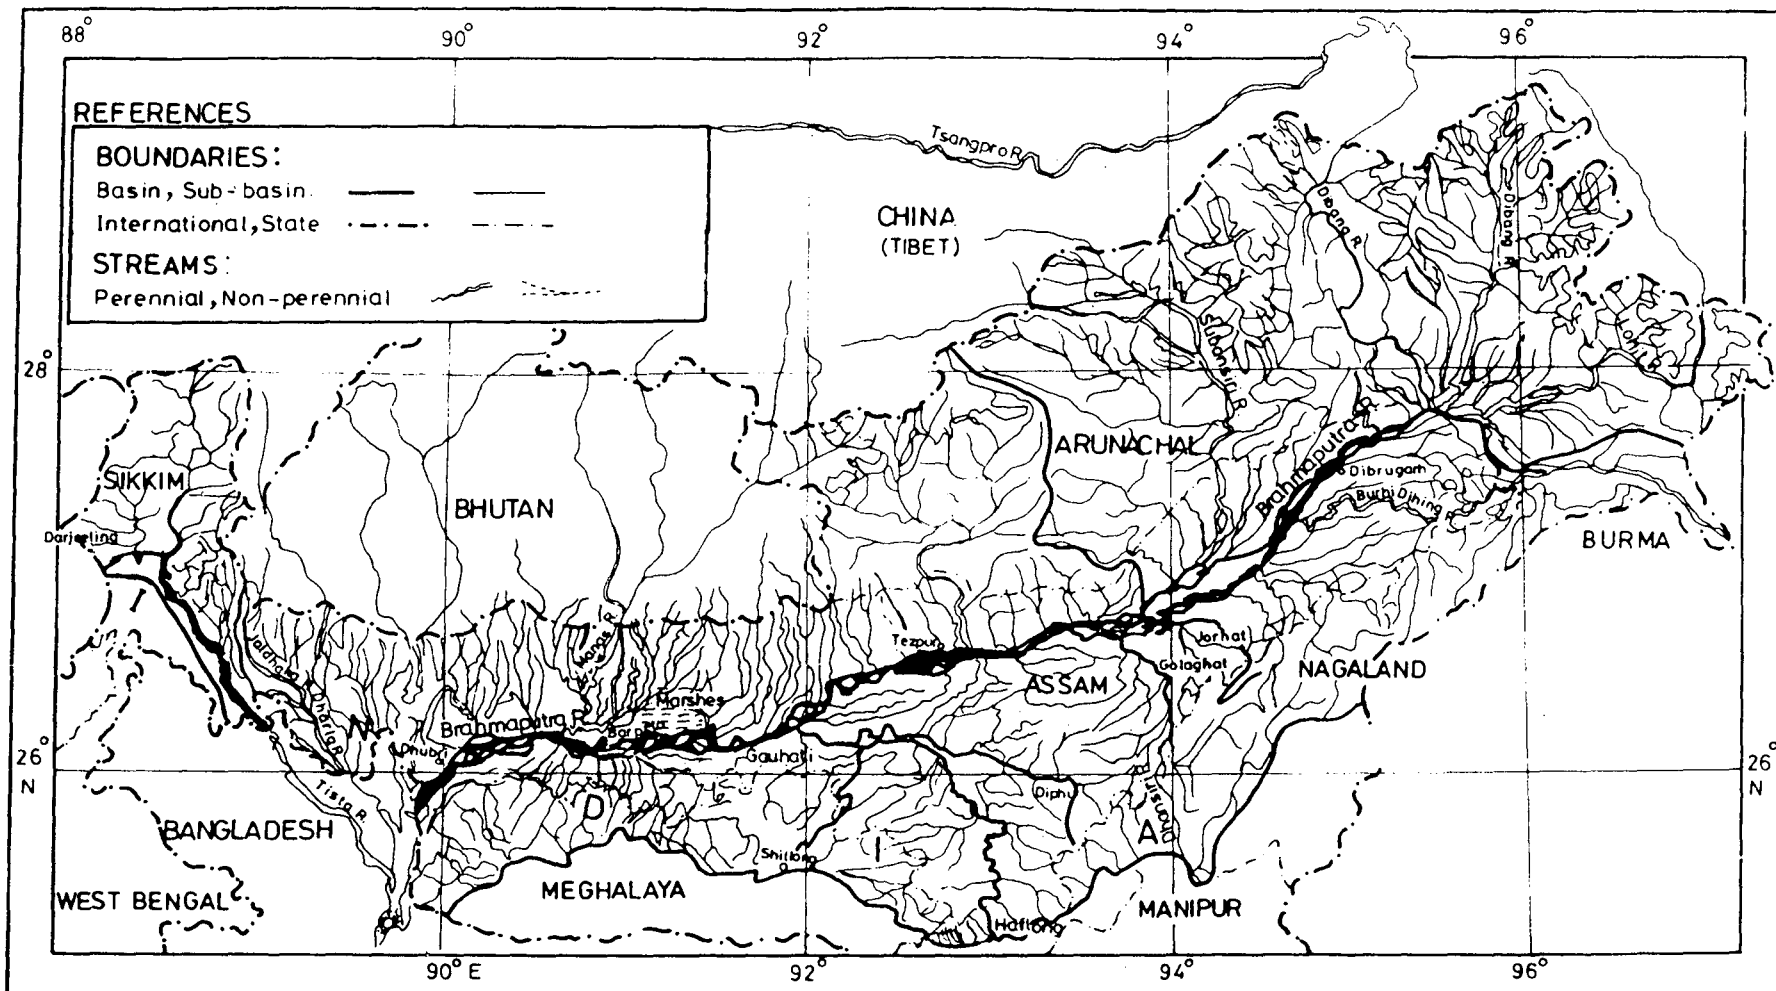 88°
90°
92°
94°
96°
REFERENCES
BOUNDARIES:
Basin, Sub-basin
International, State
STREAMS:
Perennial, Non-perennial
Tsangpro R.
CHINA
(TIBET)
Dibang R.
Dibang R.
Subansiri R.
Lohit R.
28°
SIKKIM
Darjeeling
BHUTAN
ARUNACHAL
Brahmaputra R.
Dibrugarh
Burhi Dihing R.
BURMA
Tezpur
Jorhat
Golaghat
NAGALAND
ASSAM
Manas R.
Marshes
Jaldhaka
Dharla R.
N
Brahmaputra R.
Dhubri
Gauhati
26°
N
26°
N
Tista R.
Diphu
Dhansiri R.
D
I
A
BANGLADESH
Shillong
MEGHALAYA
WEST BENGAL
MANIPUR
Haflong
90° E
92°
94°
96°